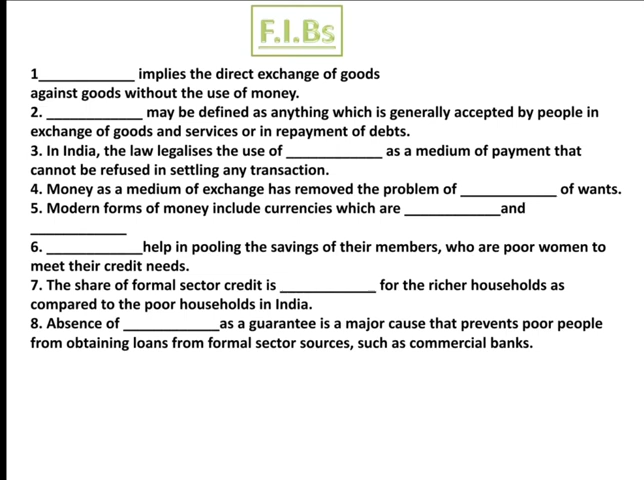 F.I.Bs
1____________ implies the direct exchange of goods
against goods without the use of money.
2. ____________ may be defined as anything which is generally accepted by people in
exchange of goods and services or in repayment of debts.
3. In India, the law legalises the use of ____________ as a medium of payment that
cannot be refused in settling any transaction.
4. Money as a medium of exchange has removed the problem of ____________ of wants.
5. Modern forms of money include currencies which are ____________and
____________
6. ____________help in pooling the savings of their members, who are poor women to
meet their credit needs.
7. The share of formal sector credit is ____________ for the richer households as
compared to the poor households in India.
8. Absence of ____________as a guarantee is a major cause that prevents poor people
from obtaining loans from formal sector sources, such as commercial banks.